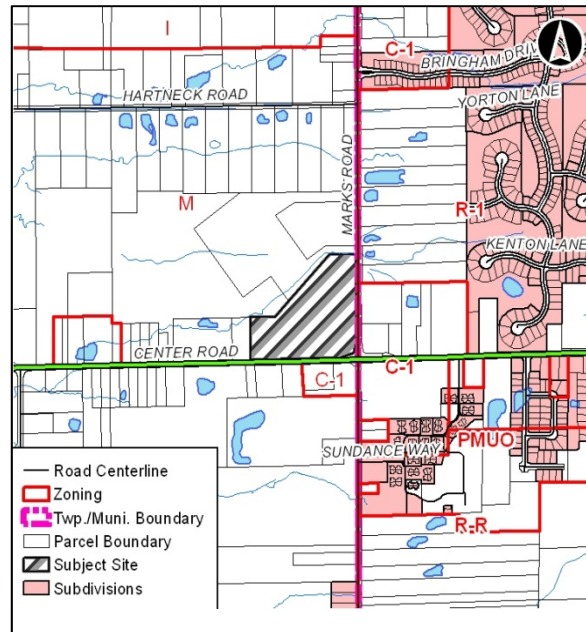 I
C-1
BRINGHAM DRIVE
HARTNECK ROAD
YORTON LANE
MARKS ROAD
M
R-1
KENTON LANE
CENTER ROAD
C-1
C-1
SUNDANCE WAY
PMUO
R-R
Road Centerline
Zoning
Twp./Muni. Boundary
Parcel Boundary
Subject Site
Subdivisions